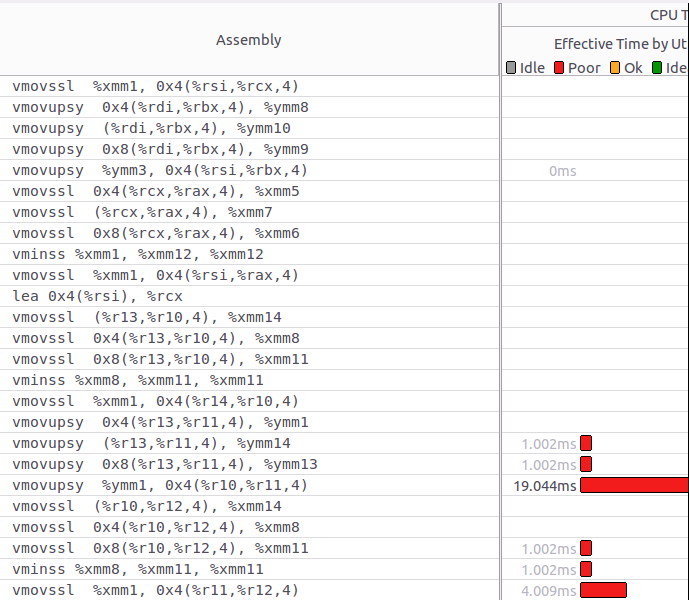 Assembly
CPU T
Effective Time by Ut
Idle Poor Ok Ide
vmovssl %xmm1, 0x4(%rsi,%rcx,4)
vmovupsy 0x4(%rdi,%rbx,4), %ymm8
vmovupsy (%rdi,%rbx,4), %ymm10
vmovupsy 0x8(%rdi,%rbx,4), %ymm9
vmovupsy %ymm3, 0x4(%rsi,%rbx,4) 0ms
vmovssl 0x4(%rcx,%rax,4), %xmm5
vmovssl (%rcx,%rax,4), %xmm7
vmovssl 0x8(%rcx,%rax,4), %xmm6
vminss %xmm1, %xmm12, %xmm12
vmovssl %xmm1, 0x4(%rsi,%rax,4)
lea 0x4(%rsi), %rcx
vmovssl (%r13,%r10,4), %xmm14
vmovssl 0x4(%r13,%r10,4), %xmm8
vmovssl 0x8(%r13,%r10,4), %xmm11
vminss %xmm8, %xmm11, %xmm11
vmovssl %xmm1, 0x4(%r14,%r10,4)
vmovupsy 0x4(%r13,%r11,4), %ymm1
vmovupsy (%r13,%r11,4), %ymm14 1.002ms
vmovupsy 0x8(%r13,%r11,4), %ymm13 1.002ms
vmovupsy %ymm1, 0x4(%r10,%r11,4) 19.044ms
vmovssl (%r10,%r12,4), %xmm14
vmovssl 0x4(%r10,%r12,4), %xmm8
vmovssl 0x8(%r10,%r12,4), %xmm11 1.002ms
vminss %xmm8, %xmm11, %xmm11 1.002ms
vmovssl %xmm1, 0x4(%r11,%r12,4) 4.009ms